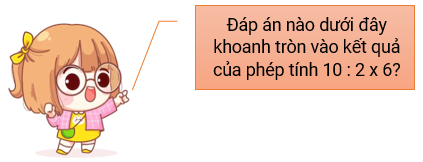 Đáp án nào dưới đây
khoanh tròn vào kết quả
của phép tính 10 : 2 x 6?